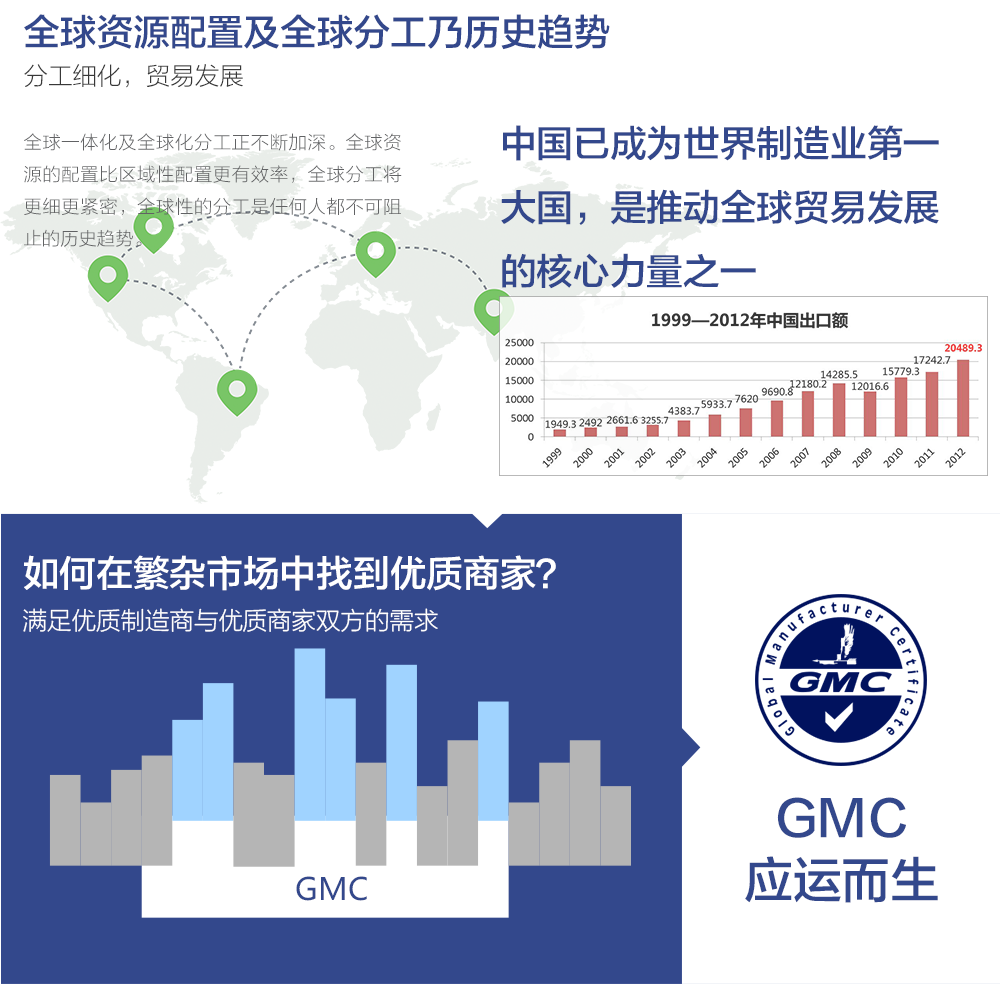 全球资源配置及全球分工乃历史趋势
分工细化，贸易发展
全球一体化及全球化分工正不断加深。全球资
源的配置比区域性配置更有效率，全球分工将
更细更紧密，全球性的分工是任何人都不可阻
止的历史趋势。
中国已成为世界制造业第一
大国，是推动全球贸易发展
的核心力量之一
1999—2012年中国出口额
25000
20000
15000
10000
5000
0
1949.3 2492 2661.6 3255.7 4383.7 5933.7 7620 9690.8 12180.2 14285.5 12016.6 15779.3 17242.7 20489.3
1999 2000 2001 2002 2003 2004 2005 2006 2007 2008 2009 2010 2011 2012
如何在繁杂市场中找到优质商家?
满足优质制造商与优质商家双方的需求
GMC
Global Manufacturer Certificate
GMC
GMC
应运而生